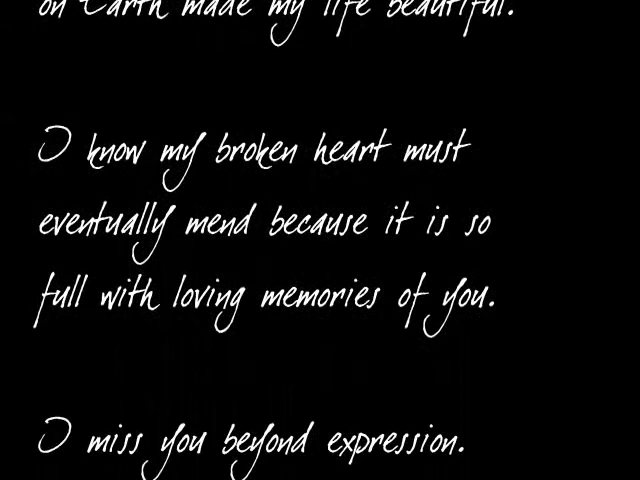 on Earth made my life beautiful.
I know my broken heart must
eventually mend because it is so
full with loving memories of you.
I miss you beyond expression.